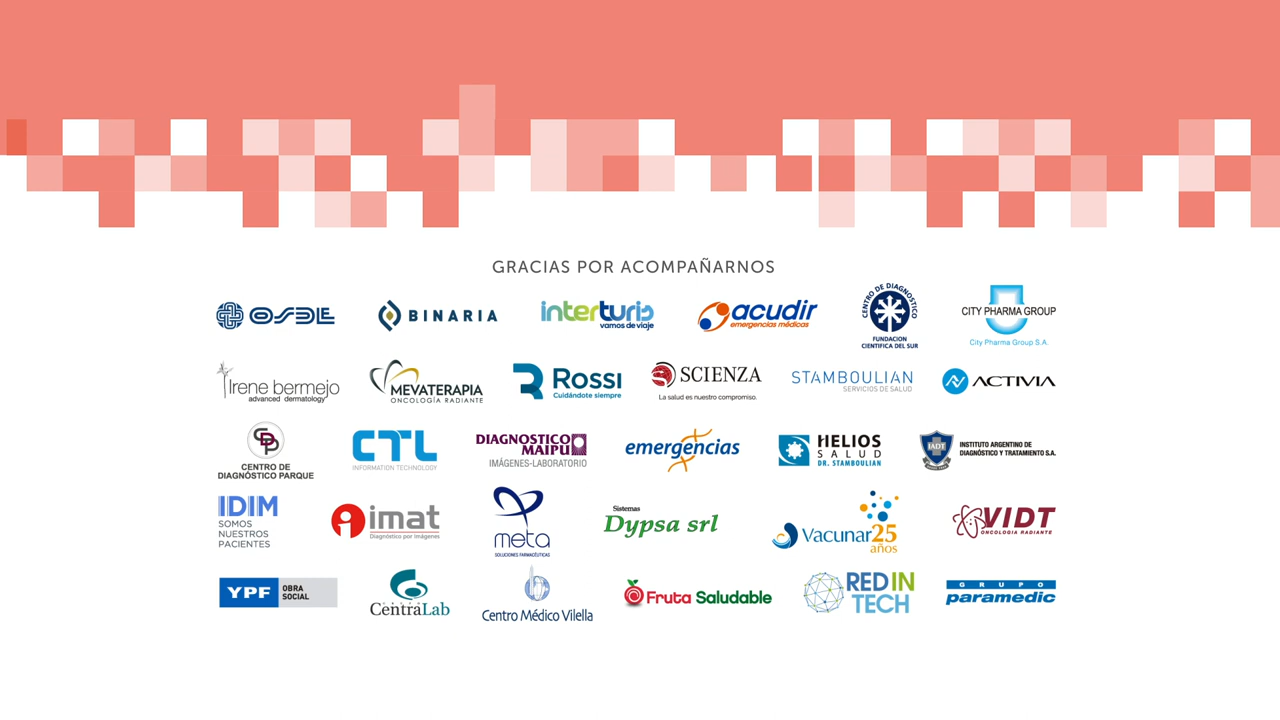 GRACIAS POR ACOMPAÑARNOS
OSDE
BINARIA
interturis
vamos de viaje
acudir
emergencias médicas
CENTRO DE DIAGNOSTICO
FUNDACION
CIENTIFICA DEL SUR
CITY PHARMA GROUP
City Pharma Group S.A.
Irene bermejo
advanced dermatology
MEVATERAPIA
ONCOLOGÍA RADIANTE
ROSSI
Cuidándote siempre
SCIENZA
La salud es nuestro compromiso.
STAMBOULIAN
SERVICIOS DE SALUD
ACTIVIA
CDP
CENTRO DE
DIAGNÓSTICO PARQUE
CTL
INFORMATION TECHNOLOGY
DIAGNOSTICO
MAIPU
IMÁGENES-LABORATORIO
emergencias
HELIOS
SALUD
DR. STAMBOULIAN
IADT
INSTITUTO ARGENTINO DE
DIAGNÓSTICO Y TRATAMIENTO S.A.
IDIM
SOMOS
NUESTROS
PACIENTES
imat
Diagnóstico por Imágenes
meta
SOLUCIONES FARMACÉUTICAS
Sistemas
Dypsa srl
Vacunar 25
años
VIDT
ONCOLOGIA RADIANTE
YPF
OBRA
SOCIAL
CENTRALAB
Centro Médico Vilella
Fruta Saludable
RED IN
TECH
GRUPO
paramedic